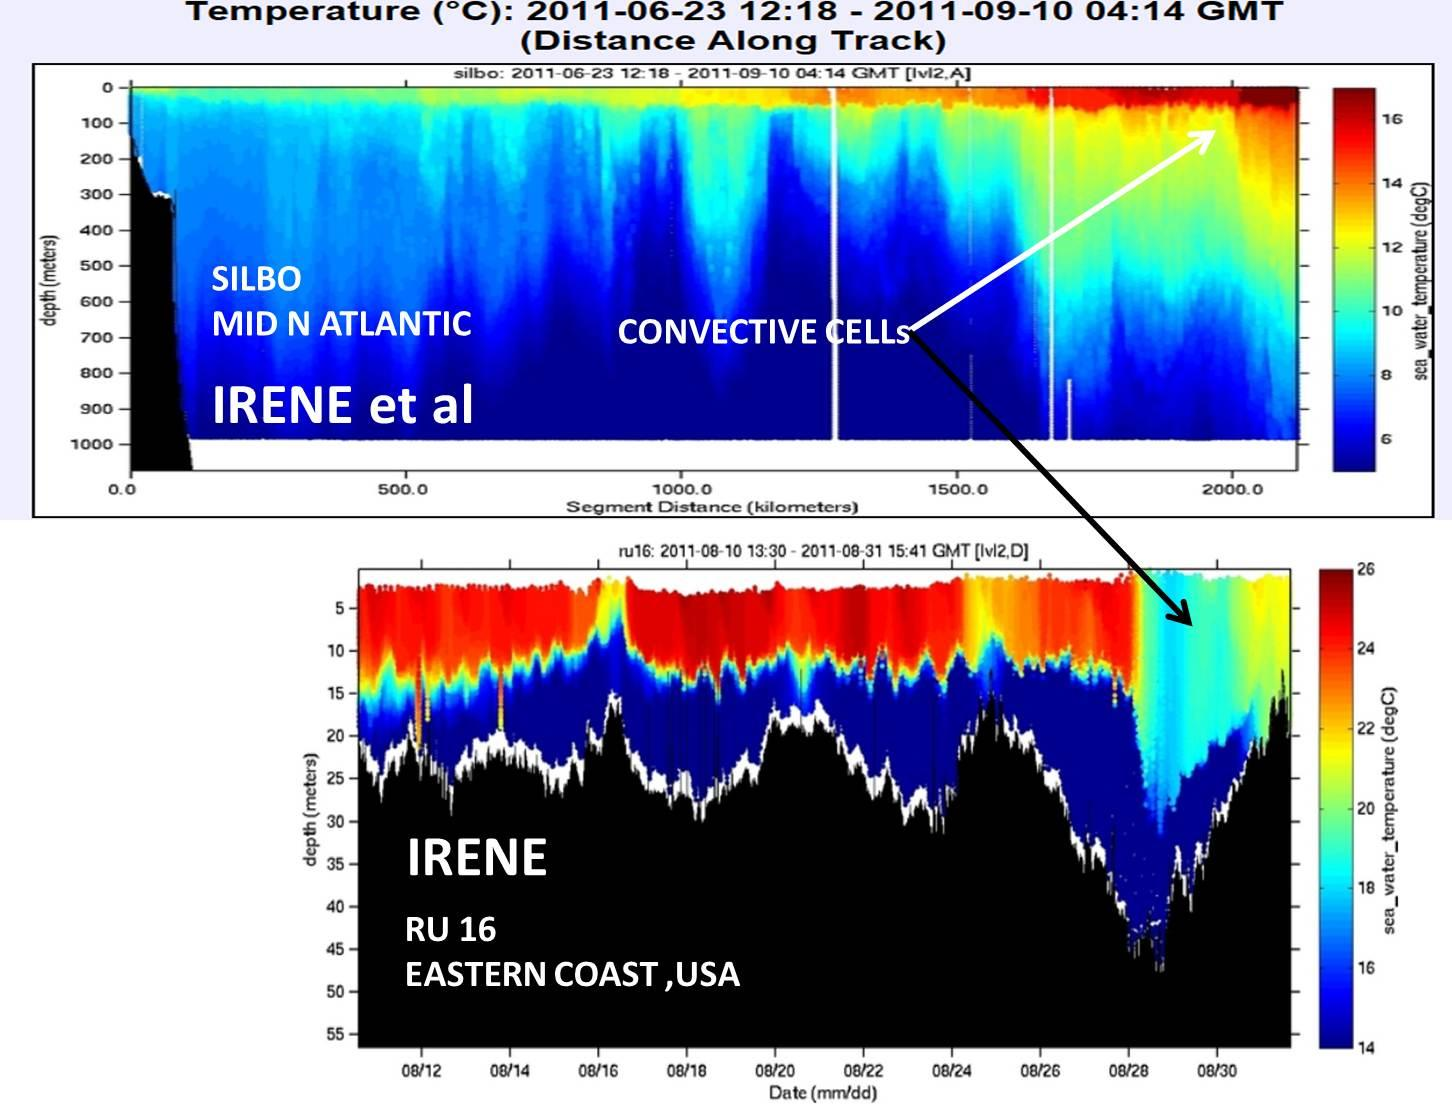 Temperature (°C): 2011-06-23 12:18 - 2011-09-10 04:14 GMT
(Distance Along Track)
silbo: 2011-06-23 12:18 - 2011-09-10 04:14 GMT [lvl2,A]
0
100
200
300
400
500
600
700
800
900
1000
depth (meters)
SILBO
MID N ATLANTIC
IRENE et al
CONVECTIVE CELLs
16
14
12
10
8
6
sea_water_temperature (degC)
0.0 500.0 1000.0 1500.0 2000.0
Segment Distance (kilometers)
ru16: 2011-08-10 13:30 - 2011-08-31 15:41 GMT [lvl2,D]
5
10
15
20
25
30
35
40
45
50
55
depth (meters)
IRENE
RU 16
EASTERN COAST ,USA
26
24
22
20
18
16
14
sea_water_temperature (degC)
08/12 08/14 08/16 08/18 08/20 08/22 08/24 08/26 08/28 08/30
Date (mm/dd)